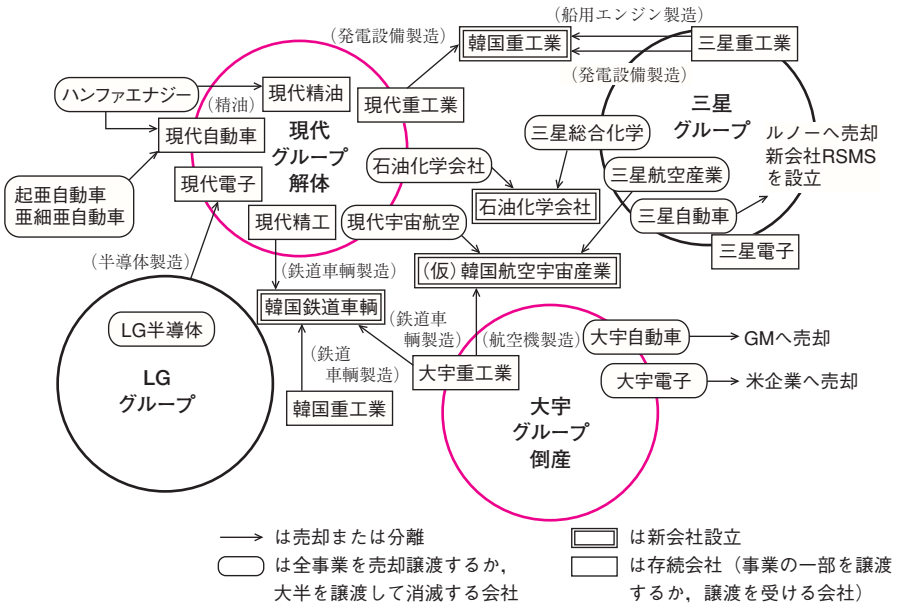 (船用エンジン製造)
(発電設備製造)
韓国重工業
三星重工業
(発電設備製造)
ハンファエナジー
(精油)
現代精油
現代重工業
現代自動車
現代
グループ
解体
三星
グループ
三星総合化学
ルノーへ売却
新会社RSMS
を設立
石油化学会社
三星航空産業
現代電子
起亜自動車
亜細亜自動車
石油化学会社
三星自動車
現代精工
現代宇宙航空
三星電子
(半導体製造)
(鉄道車輌製造)
(仮)韓国航空宇宙産業
韓国鉄道車輌
LG半導体
(鉄道車
輌製造)
(航空機製造)
大宇自動車
GMへ売却
(鉄道
車輌製造)
大宇重工業
大宇電子
米企業へ売却
LG
グループ
韓国重工業
大宇
グループ
倒産
は売却または分離
は新会社設立
は全事業を売却譲渡するか,
大半を譲渡して消滅する会社
は存続会社(事業の一部を譲渡
するか,譲渡を受ける会社)